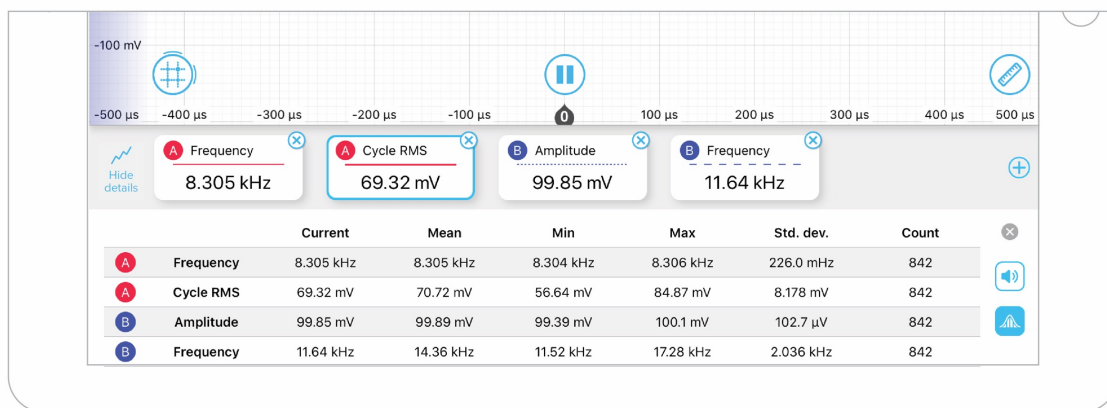 -100 mV
-500 µs -400 µs -300 µs -200 µs -100 µs 0 100 µs 200 µs 300 µs 400 µs 500 µs
Hide
details
A Frequency
8.305 kHz
A Cycle RMS
69.32 mV
B Amplitude
99.85 mV
B Frequency
11.64 kHz
Current Mean Min Max Std. dev. Count
A Frequency 8.305 kHz 8.305 kHz 8.304 kHz 8.306 kHz 226.0 mHz 842
A Cycle RMS 69.32 mV 70.72 mV 56.64 mV 84.87 mV 8.178 mV 842
B Amplitude 99.85 mV 99.89 mV 99.39 mV 100.1 mV 102.7 µV 842
B Frequency 11.64 kHz 14.36 kHz 11.52 kHz 17.28 kHz 2.036 kHz 842